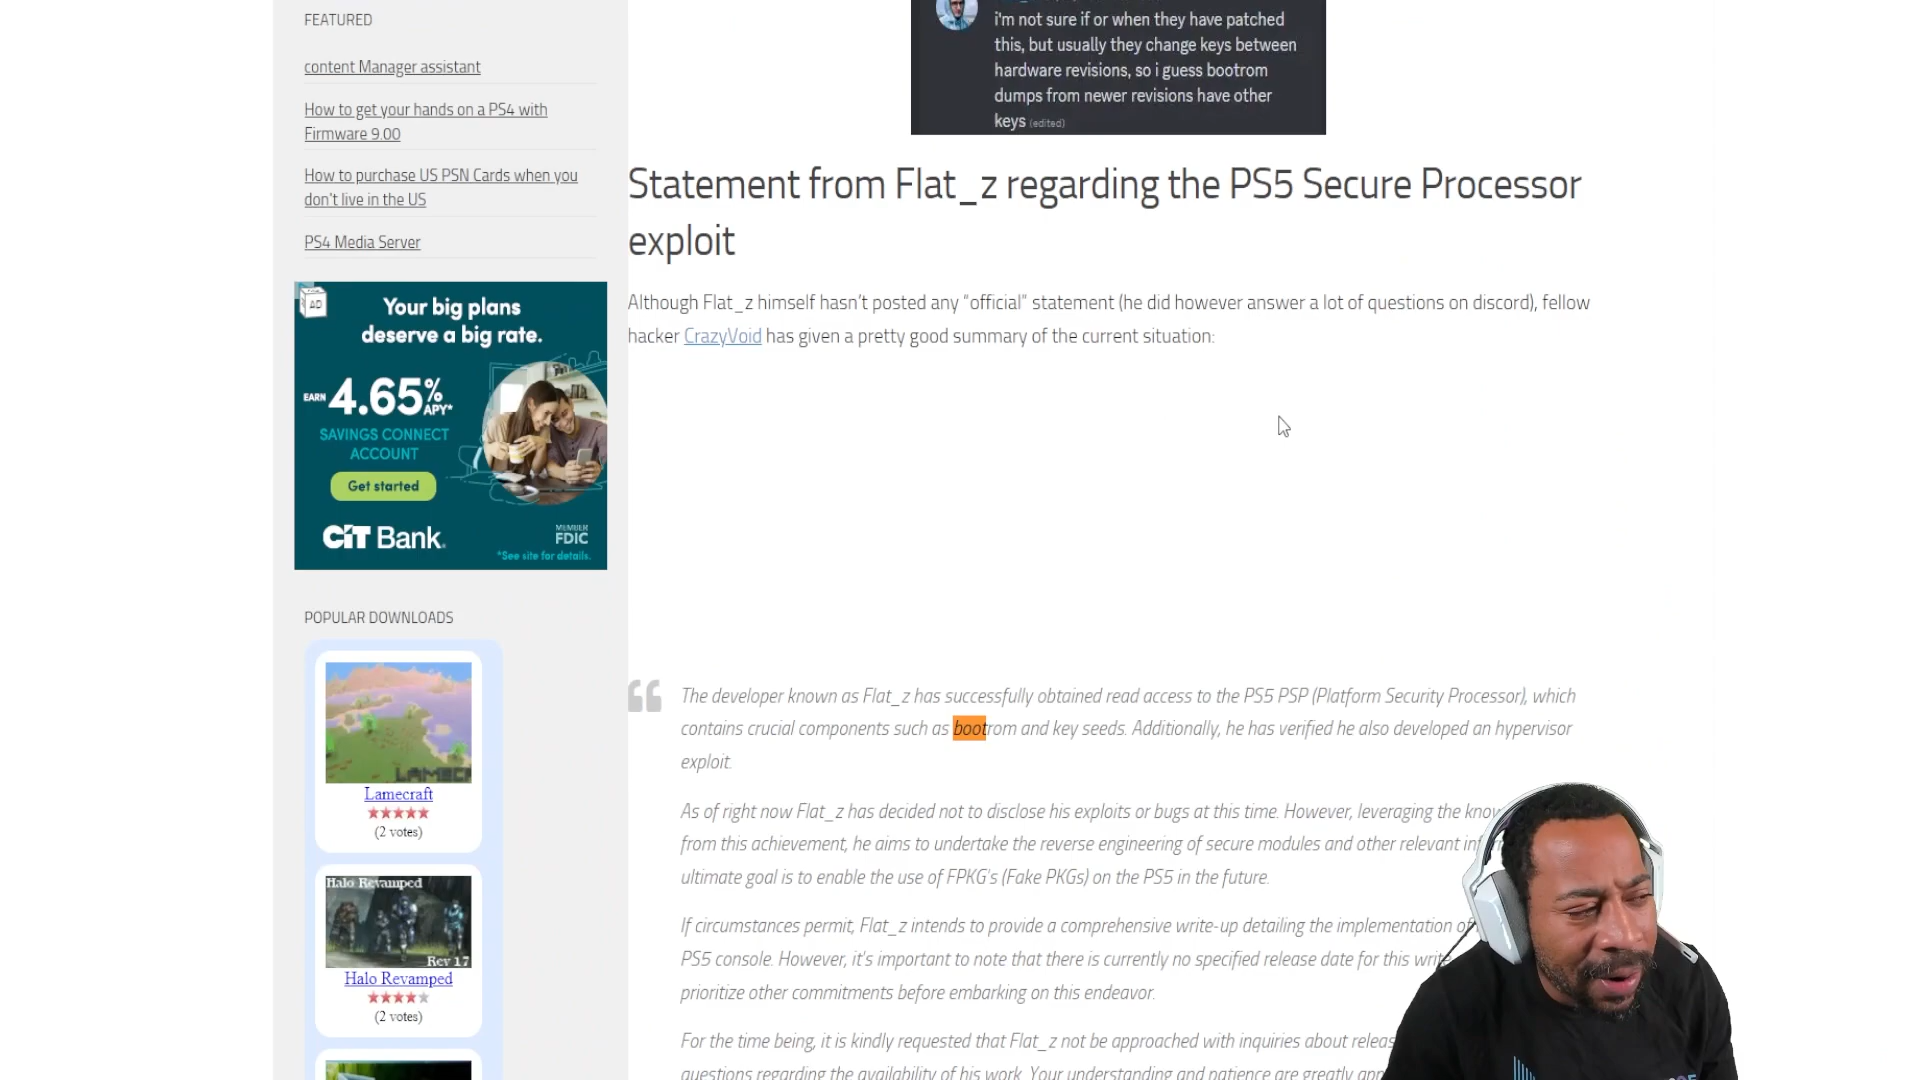 FEATURED
content Manager assistant
How to get your hands on a PS4 with
Firmware 9.00
How to purchase US PSN Cards when you
don't live in the US
PS4 Media Server
AD
Your big plans
deserve a big rate.
EARN 4.65% APY*
SAVINGS CONNECT
ACCOUNT
Get started
CIT Bank.
MEMBER
FDIC
*See site for details.
POPULAR DOWNLOADS
LAMECR
Lamecraft
(2 votes)
Halo Revamped
Rev 17
Halo Revamped
(2 votes)
i'm not sure if or when they have patched
this, but usually they change keys between
hardware revisions, so i guess bootrom
dumps from newer revisions have other
keys (edited)
Statement from Flat_z regarding the PS5 Secure Processor
exploit
Although Flat_z himself hasn't posted any “official” statement (he did however answer a lot of questions on discord), fellow
hacker CrazyVoid has given a pretty good summary of the current situation:
The developer known as Flat_z has successfully obtained read access to the PS5 PSP (Platform Security Processor), which
contains crucial components such as bootrom and key seeds. Additionally, he has verified he also developed an hypervisor
exploit.
As of right now Flat_z has decided not to disclose his exploits or bugs at this time. However, leveraging the
from this achievement, he aims to undertake the reverse engineering of secure modules and other relevant
ultimate goal is to enable the use of FPKG's (Fake PKGs) on the PS5 in the future.
If circumstances permit, Flat_z intends to provide a comprehensive write-up detailing the implementation
PS5 console. However, it's important to note that there is currently no specified release date for this
prioritize other commitments before embarking on this endeavor.
For the time being, it is kindly requested that Flat_z not be approached with inquiries about
questions regarding the availability of his work. Your understanding and patience are greatly